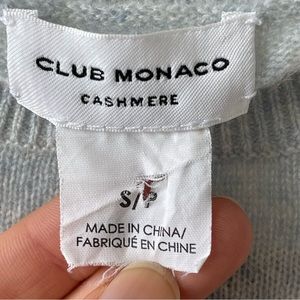 CLUB MONACO
CASHMERE
S/P
MADE IN CHINA/
FABRIQUÉ EN CHINE